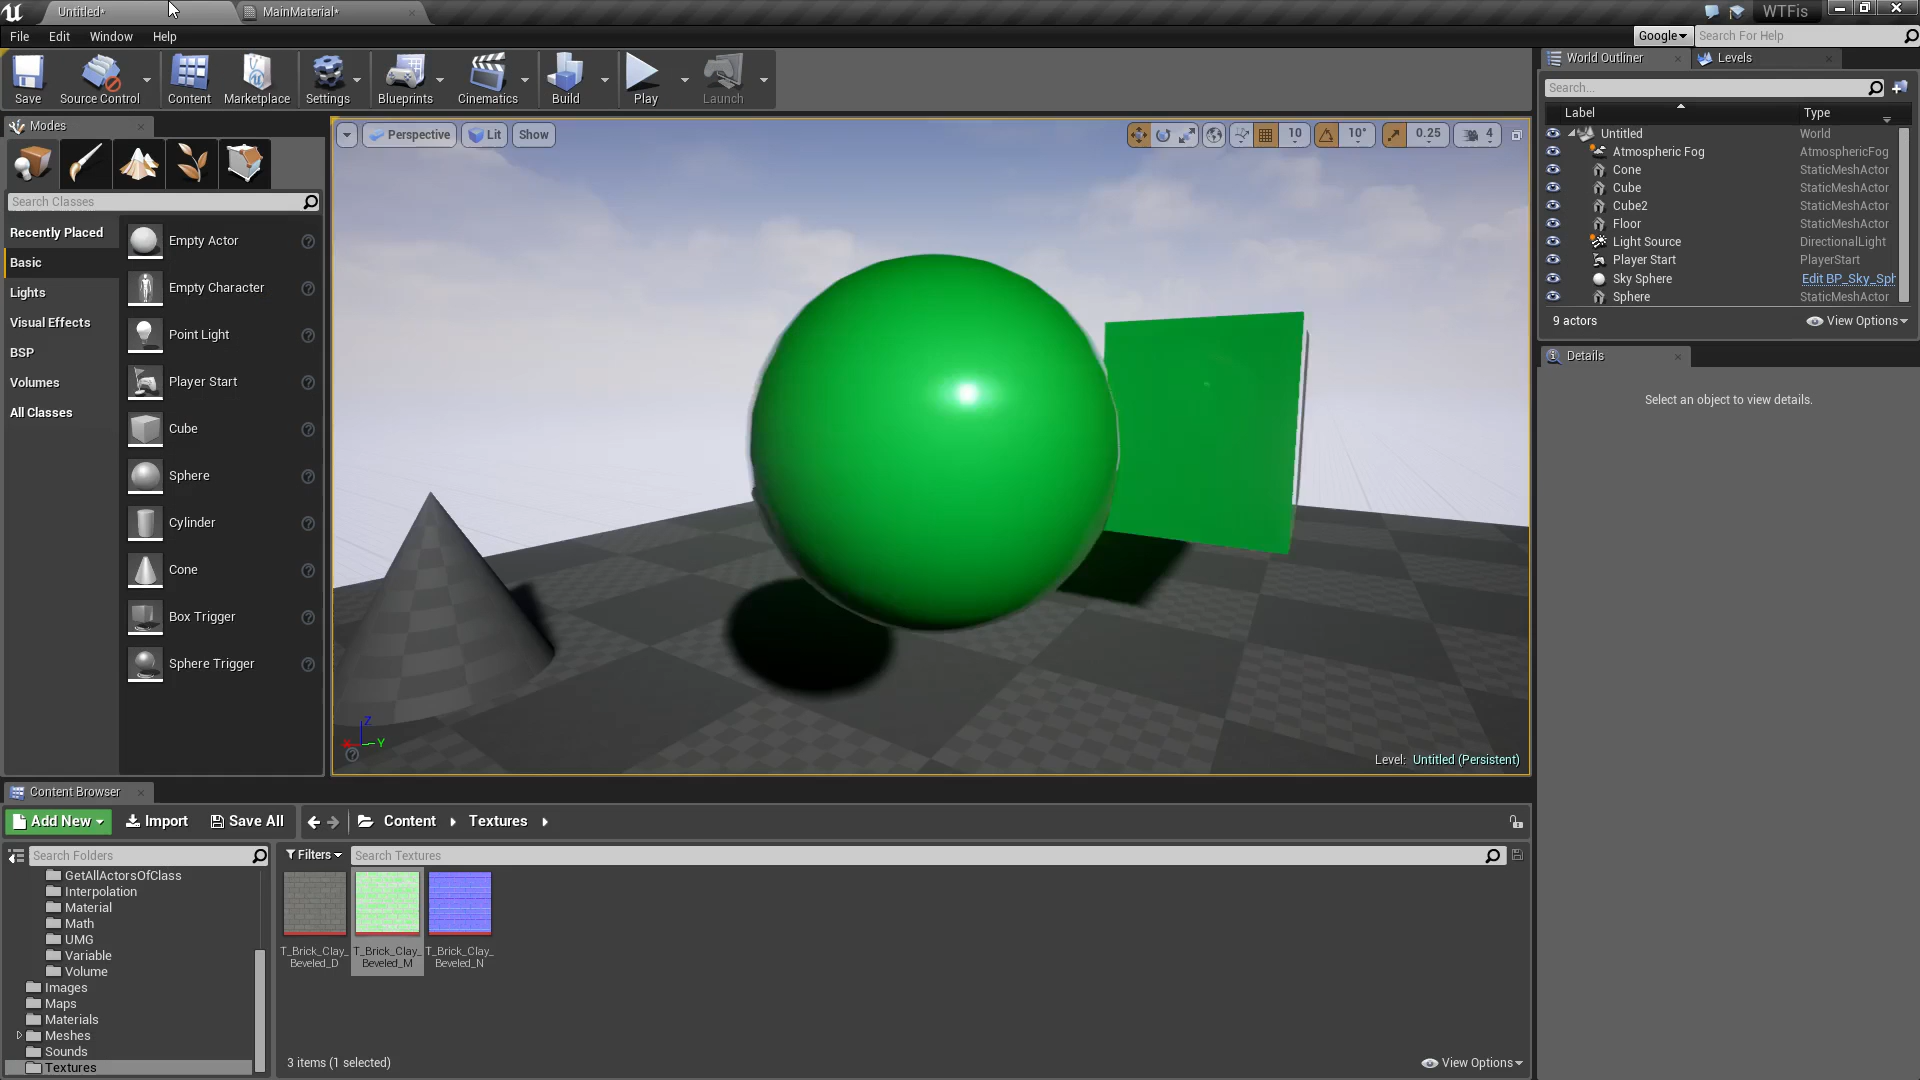 Untitled*
MainMaterial*
WTFis
File Edit Window Help
Google
Search For Help
Save
Source Control
Content
Marketplace
Settings
Blueprints
Cinematics
Build
Play
Launch
World Outliner
Levels
Search...
Label
Type
Untitled World
Atmospheric Fog AtmosphericFog
Cone StaticMeshActor
Cube StaticMeshActor
Cube2 StaticMeshActor
Floor StaticMeshActor
Light Source DirectionalLight
Player Start PlayerStart
Sky Sphere Edit BP_Sky_Sph
Sphere StaticMeshActor
9 actors
View Options
Details
Select an object to view details.
Modes
Search Classes
Recently Placed
Basic
Lights
Visual Effects
BSP
Volumes
All Classes
Empty Actor
Empty Character
Point Light
Player Start
Cube
Sphere
Cylinder
Cone
Box Trigger
Sphere Trigger
Perspective
Lit
Show
10
10°
0.25
4
Z
X
Y
Level: Untitled (Persistent)
Content Browser
Add New
Import
Save All
Content
Textures
Search Folders
GetAllActorsOfClass
Interpolation
Material
Math
UMG
Variable
Volume
Images
Maps
Materials
Meshes
Sounds
Textures
Filters
Search Textures
T_Brick_Clay_
Beveled_D
T_Brick_Clay_
Beveled_M
T_Brick_Clay_
Beveled_N
3 items (1 selected)
View Options